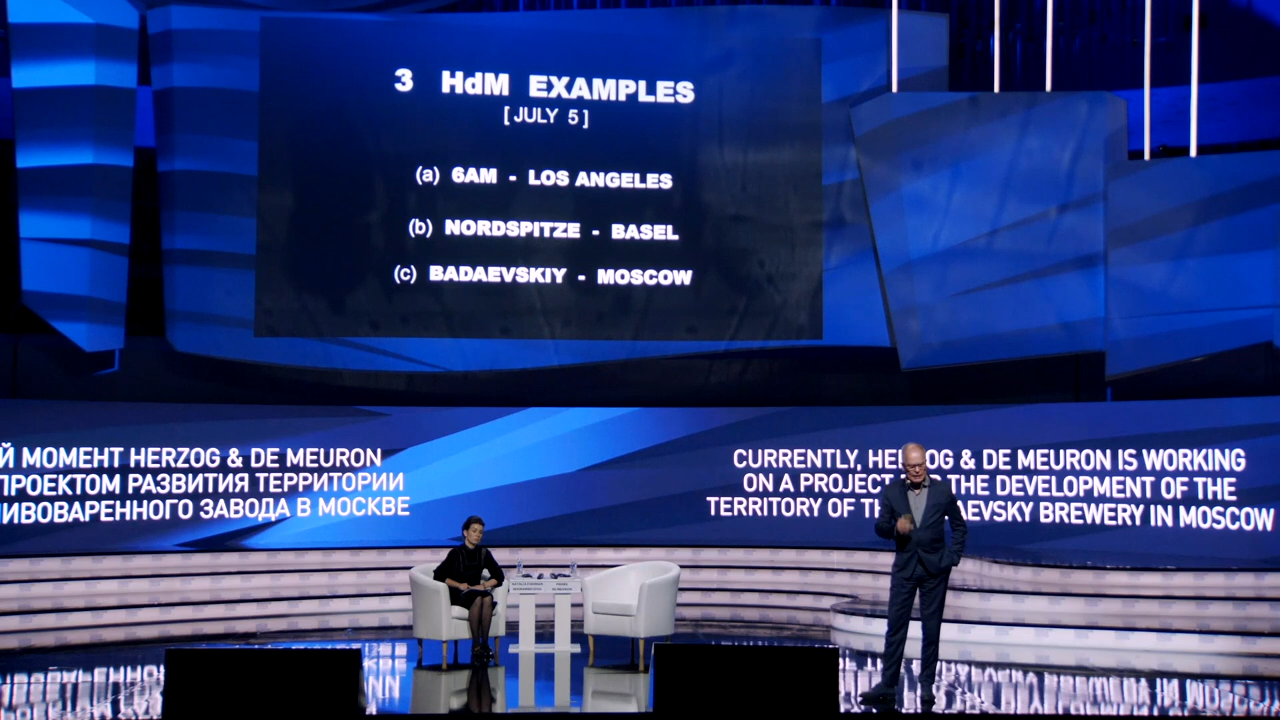 3 HdM EXAMPLES
[JULY 5]
(a) 6AM - LOS ANGELES
(b) NORDSPITZE - BASEL
(c) BADAEVSKIY - MOSCOW
Й МОМЕНТ HERZOG & DE MEURON
ПРОЕКТОМ РАЗВИТИЯ ТЕРРИТОРИИ
ИВОВАРЕННОГО ЗАВОДА В МОСКВЕ
CURRENTLY, HE ZOG & DE MEURON IS WORKING
ON A PROJECT THE DEVELOPMENT OF THE
TERRITORY OF TH AEVSKY BREWERY IN MOSCOW